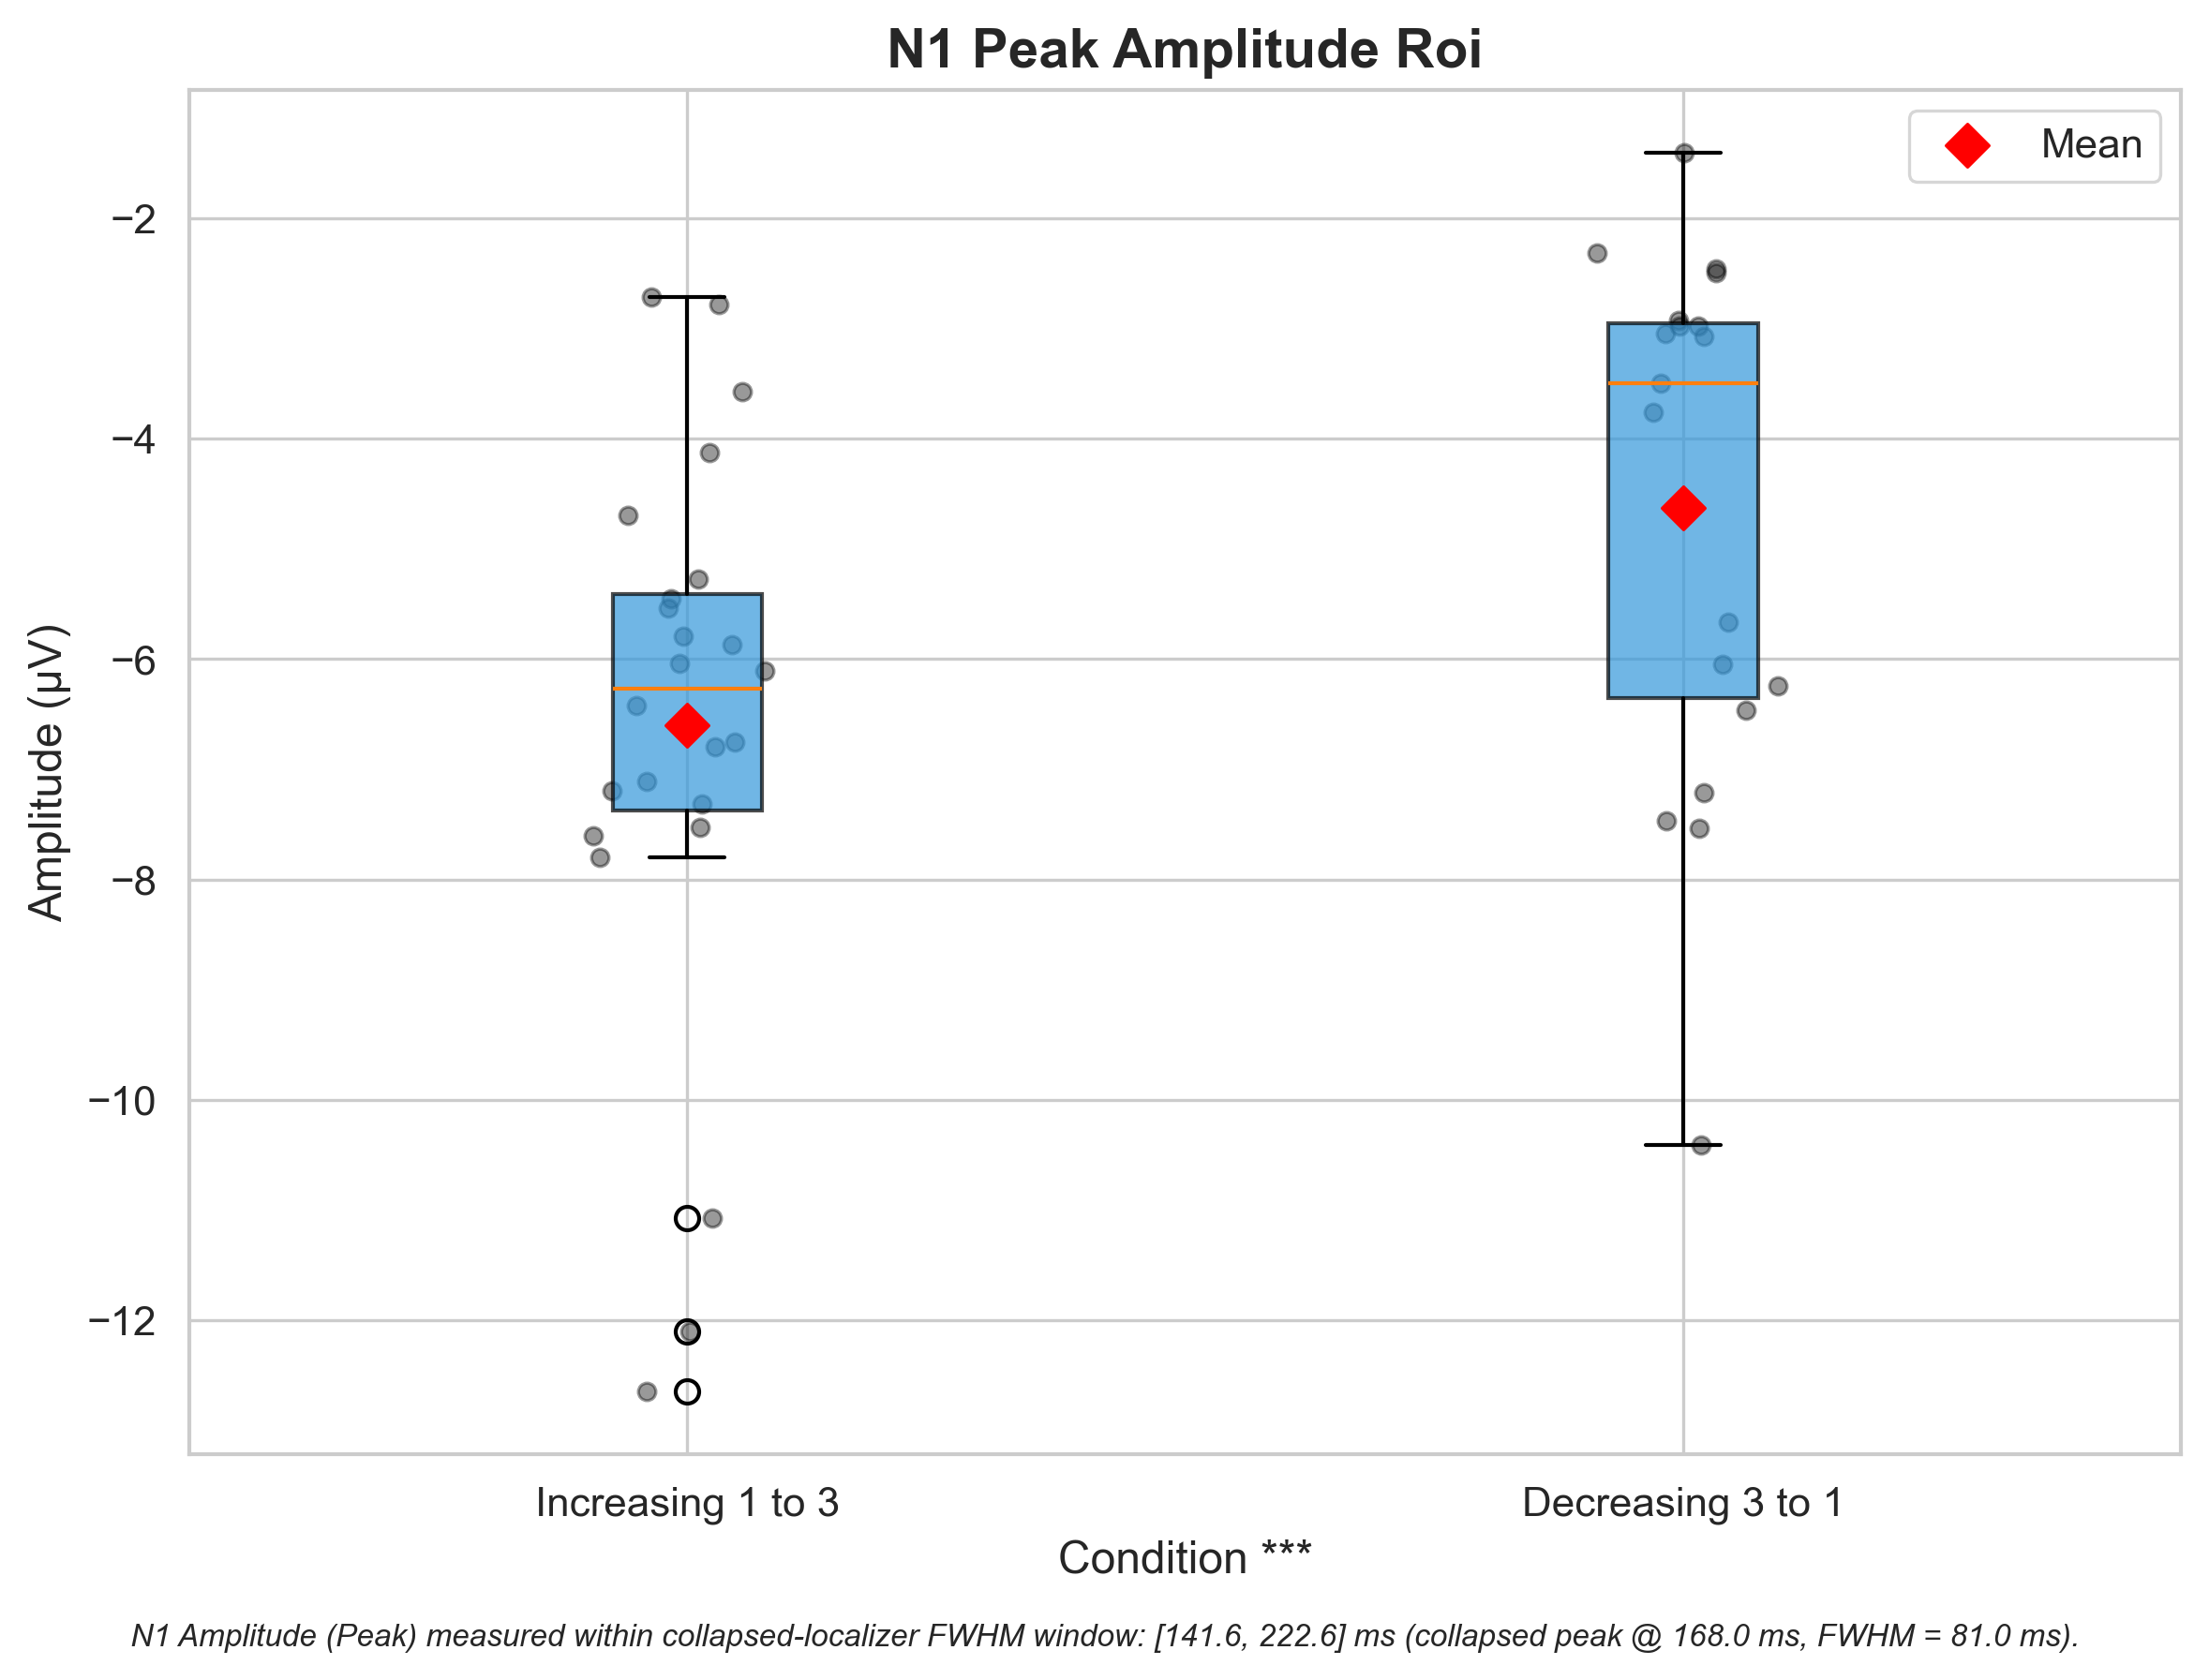 N1 Peak Amplitude Roi
Mean
−2
−4
−6
−8
−10
−12
Amplitude (µV)
Increasing 1 to 3
Decreasing 3 to 1
Condition ***
N1 Amplitude (Peak) measured within collapsed-localizer FWHM window: [141.6, 222.6] ms (collapsed peak @ 168.0 ms, FWHM = 81.0 ms).